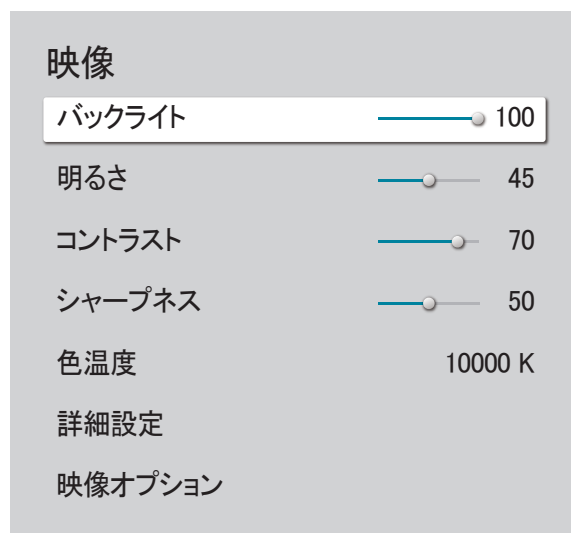 映像
バックライト 100
明るさ 45
コントラスト 70
シャープネス 50
色温度 10000 K
詳細設定
映像オプション